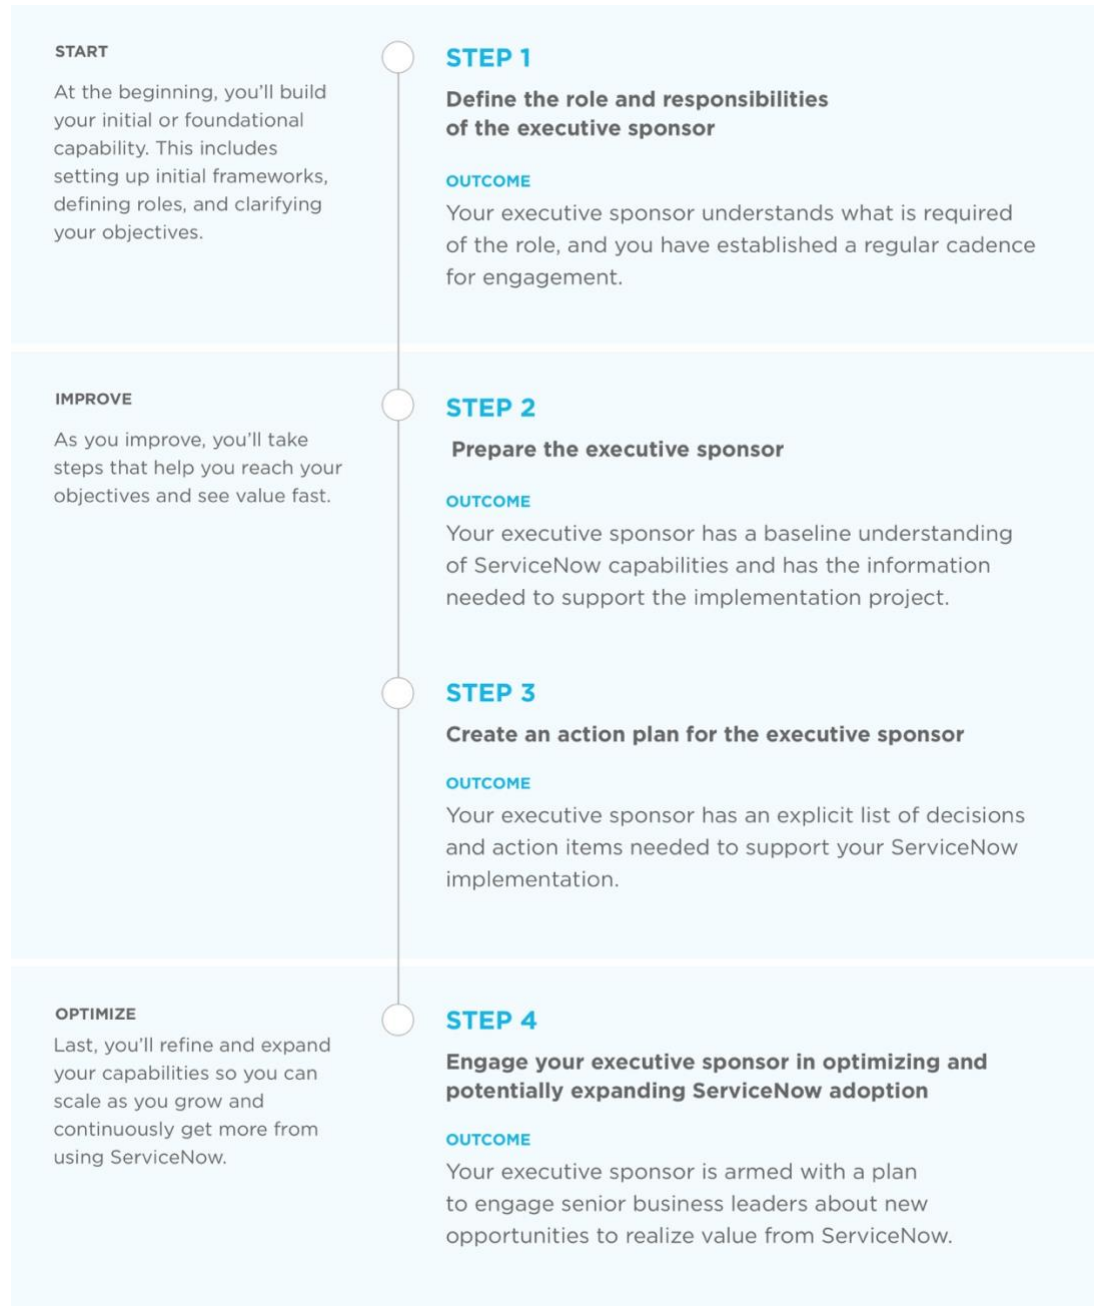 START
At the beginning, you'll build
your initial or foundational
capability. This includes
setting up initial frameworks,
defining roles, and clarifying
your objectives.
STEP 1
Define the role and responsibilities
of the executive sponsor
OUTCOME
Your executive sponsor understands what is required
of the role, and you have established a regular cadence
for engagement.
IMPROVE
As you improve, you'll take
steps that help you reach your
objectives and see value fast.
STEP 2
Prepare the executive sponsor
OUTCOME
Your executive sponsor has a baseline understanding
of ServiceNow capabilities and has the information
needed to support the implementation project.
STEP 3
Create an action plan for the executive sponsor
OUTCOME
Your executive sponsor has an explicit list of decisions
and action items needed to support your ServiceNow
implementation.
OPTIMIZE
Last, you'll refine and expand
your capabilities so you can
scale as you grow and
continuously get more from
using ServiceNow.
STEP 4
Engage your executive sponsor in optimizing and
potentially expanding ServiceNow adoption
OUTCOME
Your executive sponsor is armed with a plan
to engage senior business leaders about new
opportunities to realize value from ServiceNow.